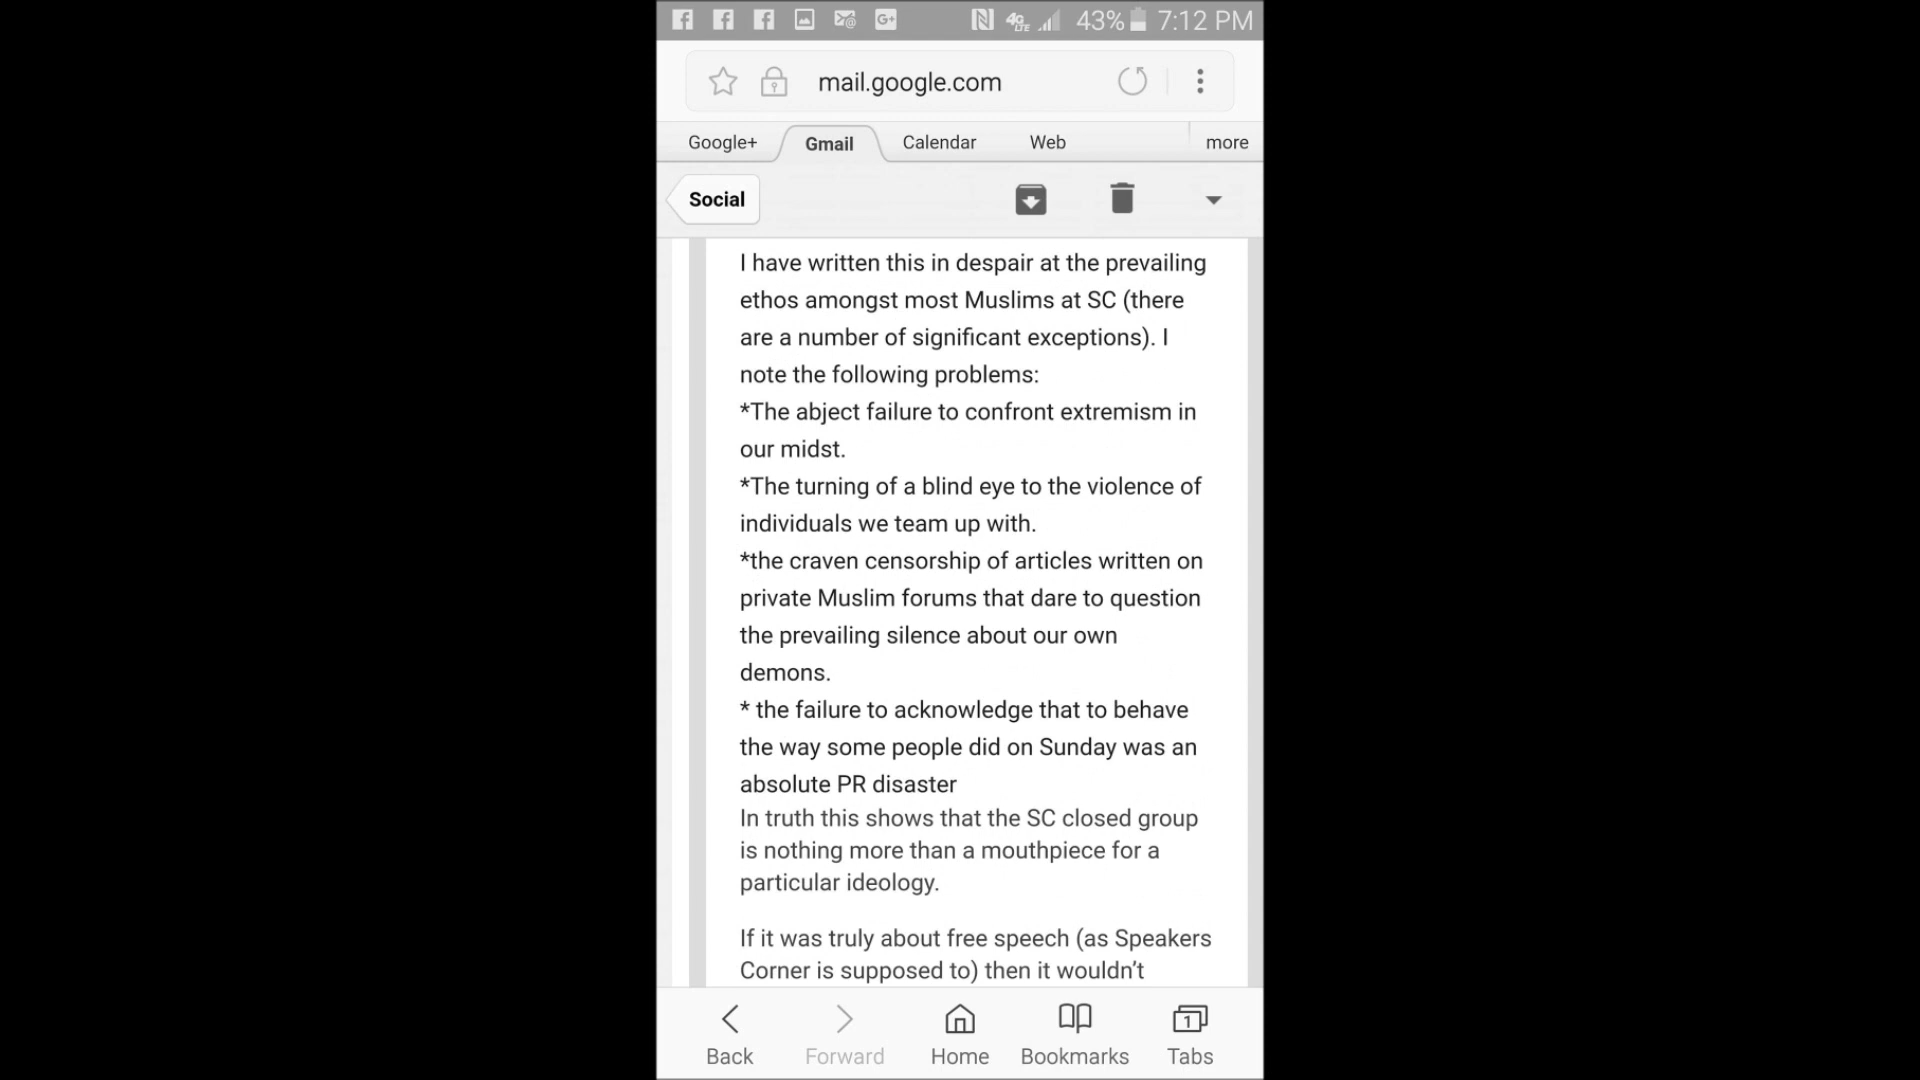 43% 7:12 PM
mail.google.com
Google+ Gmail Calendar Web more
Social
I have written this in despair at the prevailing
ethos amongst most Muslims at SC (there
are a number of significant exceptions). I
note the following problems:
*The abject failure to confront extremism in
our midst.
*The turning of a blind eye to the violence of
individuals we team up with.
*the craven censorship of articles written on
private Muslim forums that dare to question
the prevailing silence about our own
demons.
* the failure to acknowledge that to behave
the way some people did on Sunday was an
absolute PR disaster
In truth this shows that the SC closed group
is nothing more than a mouthpiece for a
particular ideology.
If it was truly about free speech (as Speakers
Corner is supposed to) then it wouldn’t
1
Back Forward Home Bookmarks Tabs